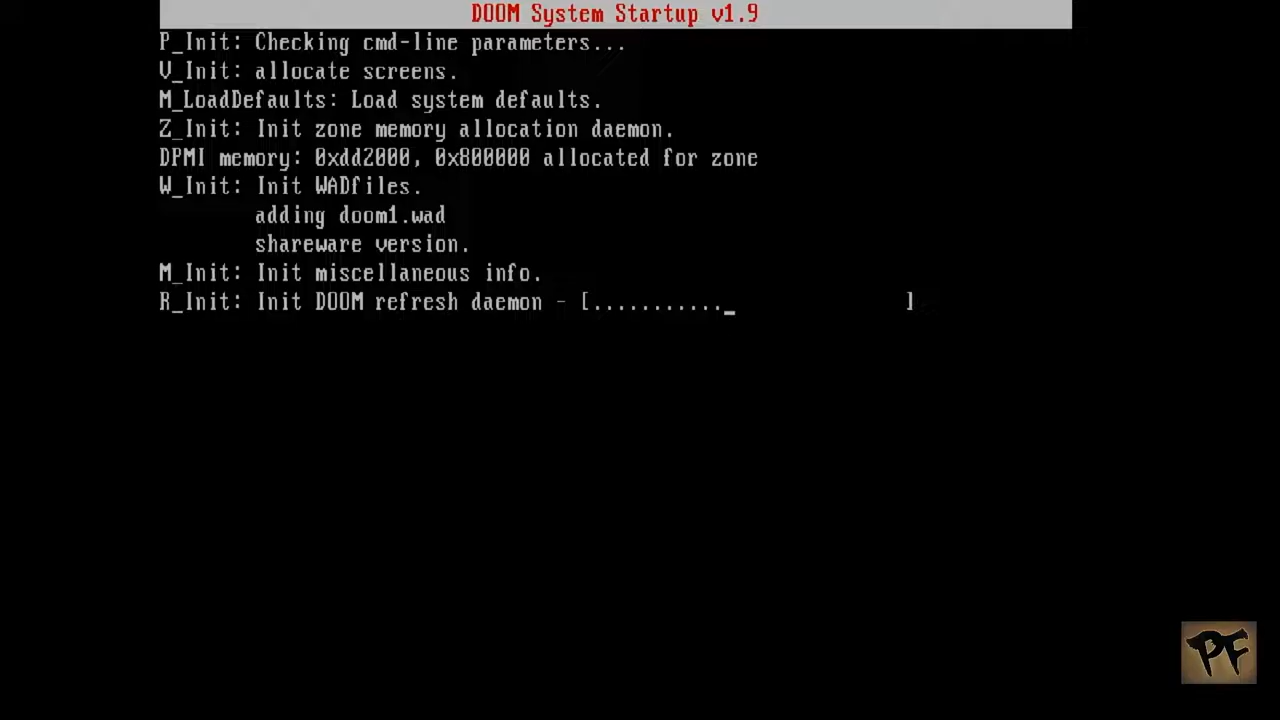 DOOM System Startup v1.9
P_Init: Checking cmd-line parameters...
V_Init: allocate screens.
M_LoadDefaults: Load system defaults.
Z_Init: Init zone memory allocation daemon.
DPMI memory: 0xdd2000, 0x800000 allocated for zone
W_Init: Init WADfiles.
adding doom1.wad
shareware version.
M_Init: Init miscellaneous info.
R_Init: Init DOOM refresh daemon - [..........._ ]
PF